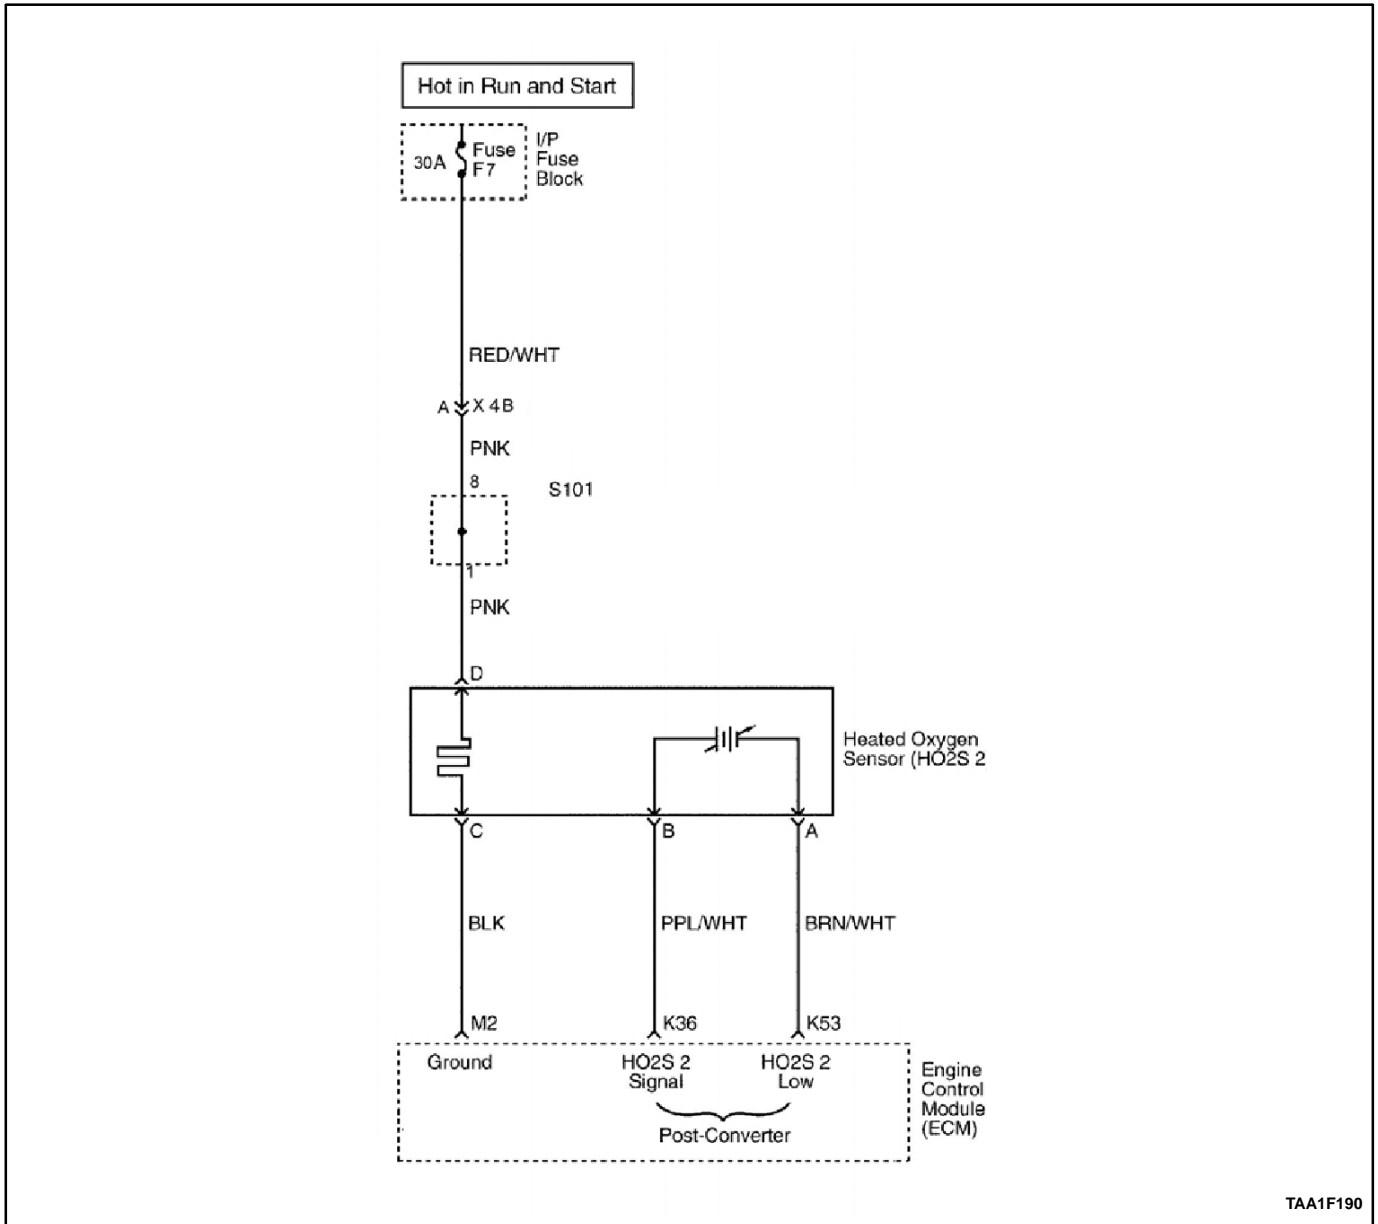 Hot in Run and Start
30A
Fuse
F7
I/P
Fuse
Block
RED/WHT
A
X 4B
PNK
8
S101
1
PNK
D
Heated Oxygen
Sensor (HO2S 2
C
B
A
BLK
PPL/WHT
BRN/WHT
M2
K36
K53
Ground
HO2S 2
Signal
HO2S 2
Low
Post-Converter
Engine
Control
Module
(ECM)
TAA1F190